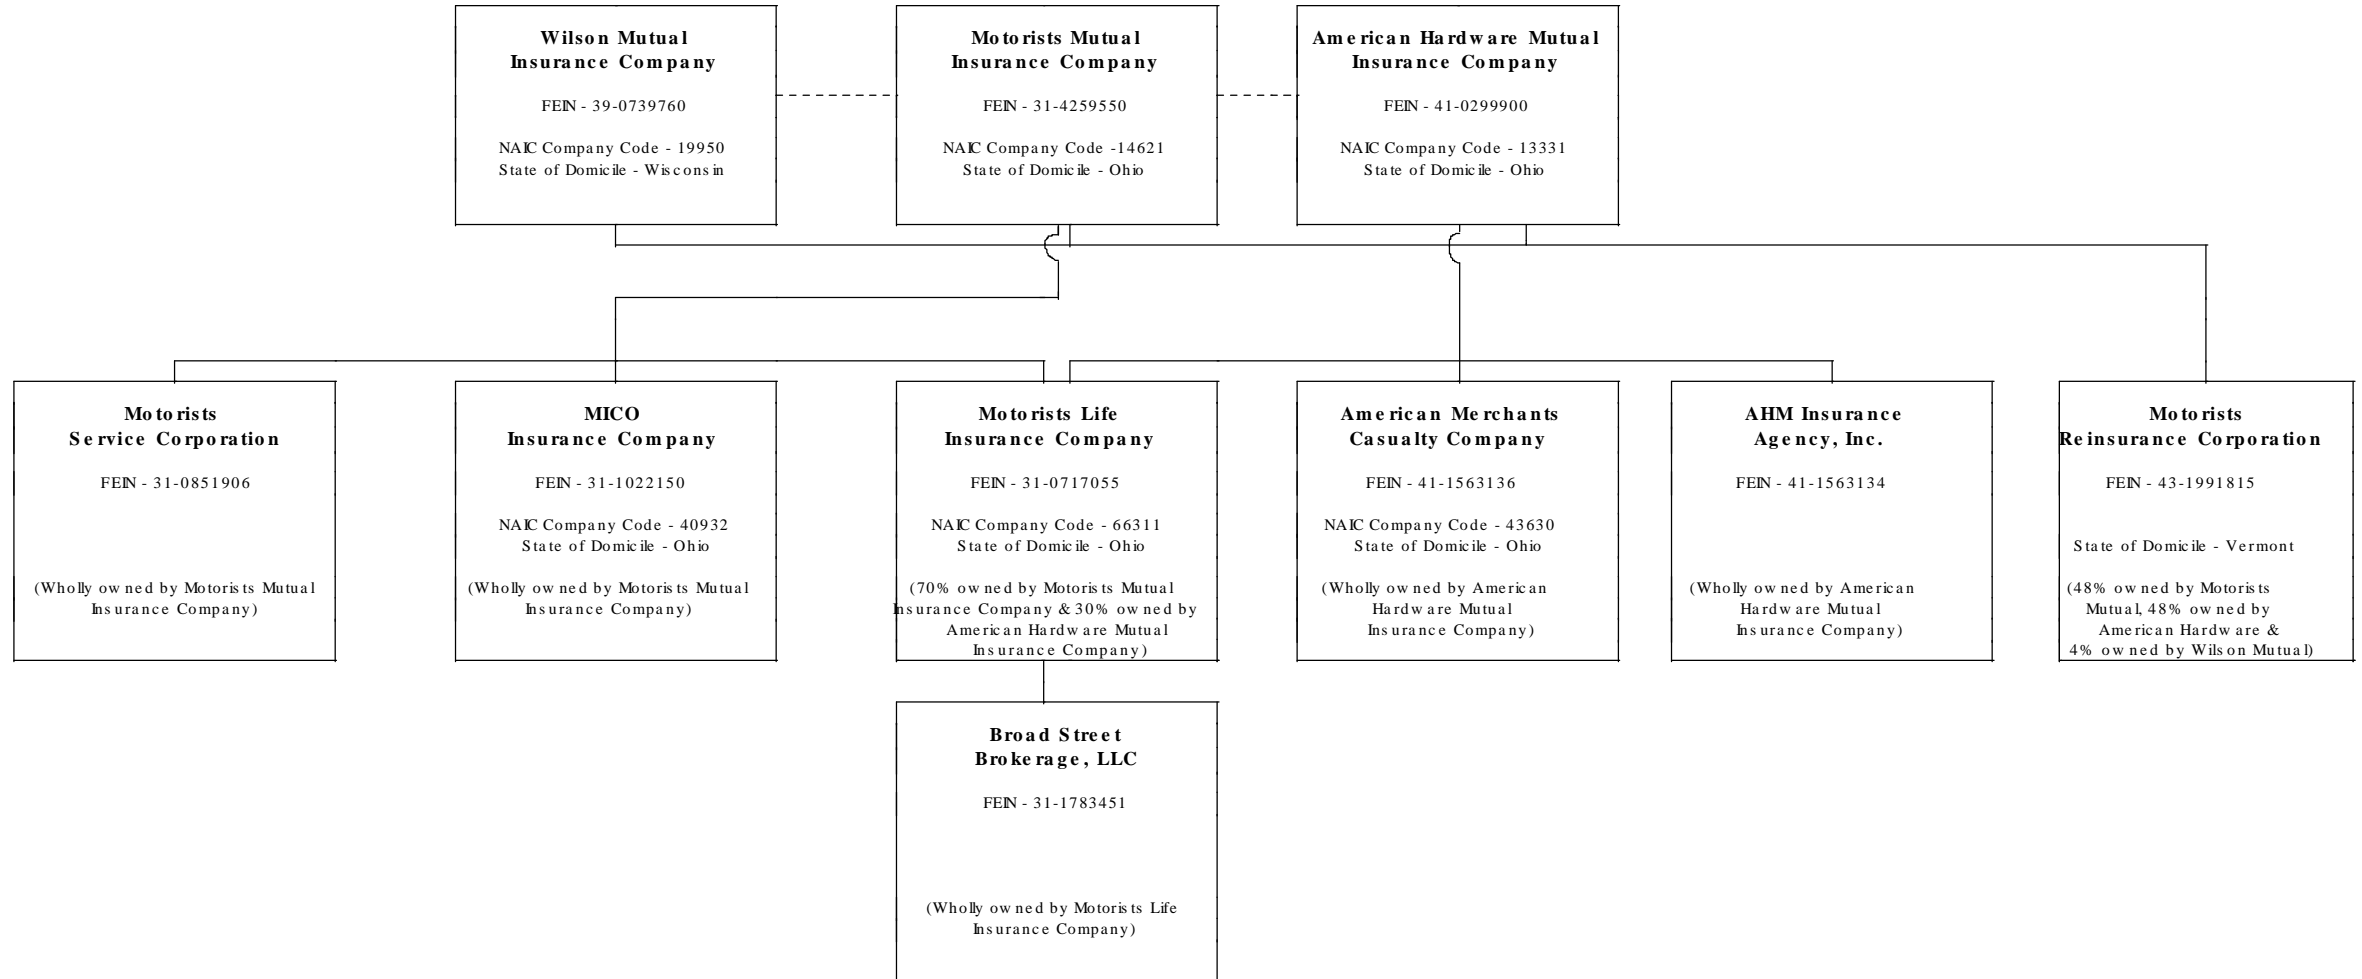 Wilson Mutual
Insurance Company
FEIN - 39-0739760
NAIC Company Code - 19950
State of Domicile - Wisconsin
Motorists Mutual
Insurance Company
FEIN - 31-4259550
NAIC Company Code -14621
State of Domicile - Ohio
American Hardware Mutual
Insurance Company
FEIN - 41-0299900
NAIC Company Code - 13331
State of Domicile - Ohio
Motorists
Service Corporation
FEIN - 31-0851906
(Wholly owned by Motorists Mutual
Insurance Company)
MICO
Insurance Company
FEIN - 31-1022150
NAIC Company Code - 40932
State of Domicile - Ohio
(Wholly owned by Motorists Mutual
Insurance Company)
Motorists Life
Insurance Company
FEIN - 31-0717055
NAIC Company Code - 66311
State of Domicile - Ohio
(70% owned by Motorists Mutual
Insurance Company & 30% owned by
American Hardware Mutual
Insurance Company)
American Merchants
Casualty Company
FEIN - 41-1563136
NAIC Company Code - 43630
State of Domicile - Ohio
(Wholly owned by American
Hardware Mutual
Insurance Company)
AHM Insurance
Agency, Inc.
FEIN - 41-1563134
(Wholly owned by American
Hardware Mutual
Insurance Company)
Motorists
Reinsurance Corporation
FEIN - 43-1991815
State of Domicile - Vermont
(48% owned by Motorists
Mutual, 48% owned by
American Hardware &
4% owned by Wilson Mutual)
Broad Street
Brokerage, LLC
FEIN - 31-1783451
(Wholly owned by Motorists Life
Insurance Company)